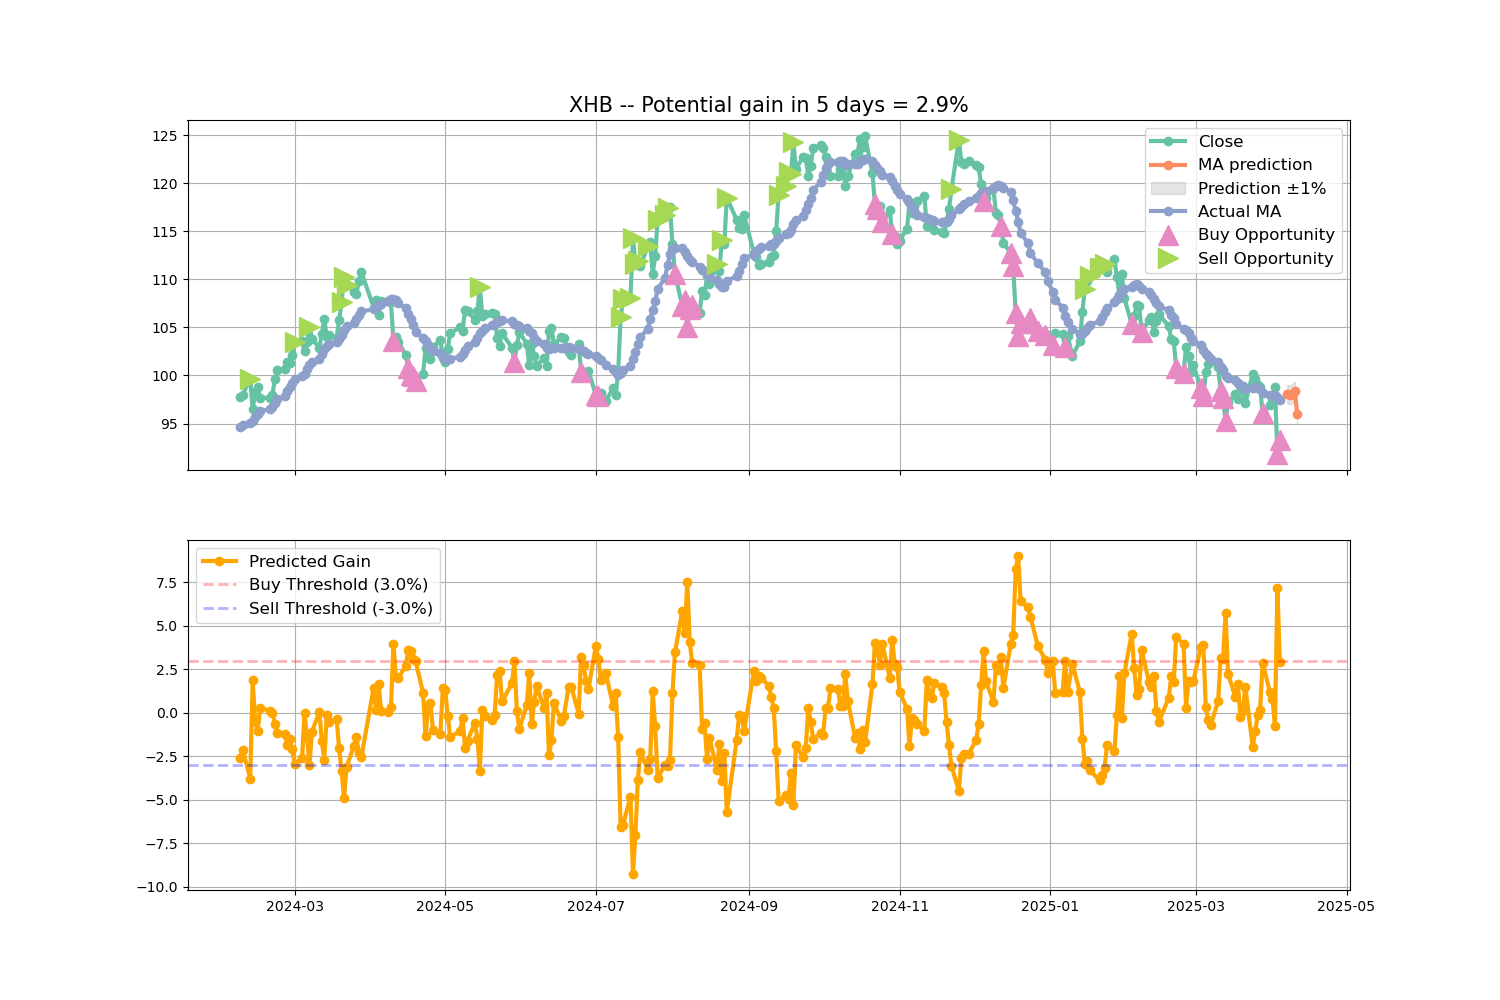 XHB -- Potential gain in 5 days = 2.9%
125
120
115
110
105
100
95
Close
MA prediction
Prediction ±1%
Actual MA
Buy Opportunity
Sell Opportunity
7.5
5.0
2.5
0.0
−2.5
−5.0
−7.5
−10.0
Predicted Gain
Buy Threshold (3.0%)
Sell Threshold (-3.0%)
2024-03
2024-05
2024-07
2024-09
2024-11
2025-01
2025-03
2025-05